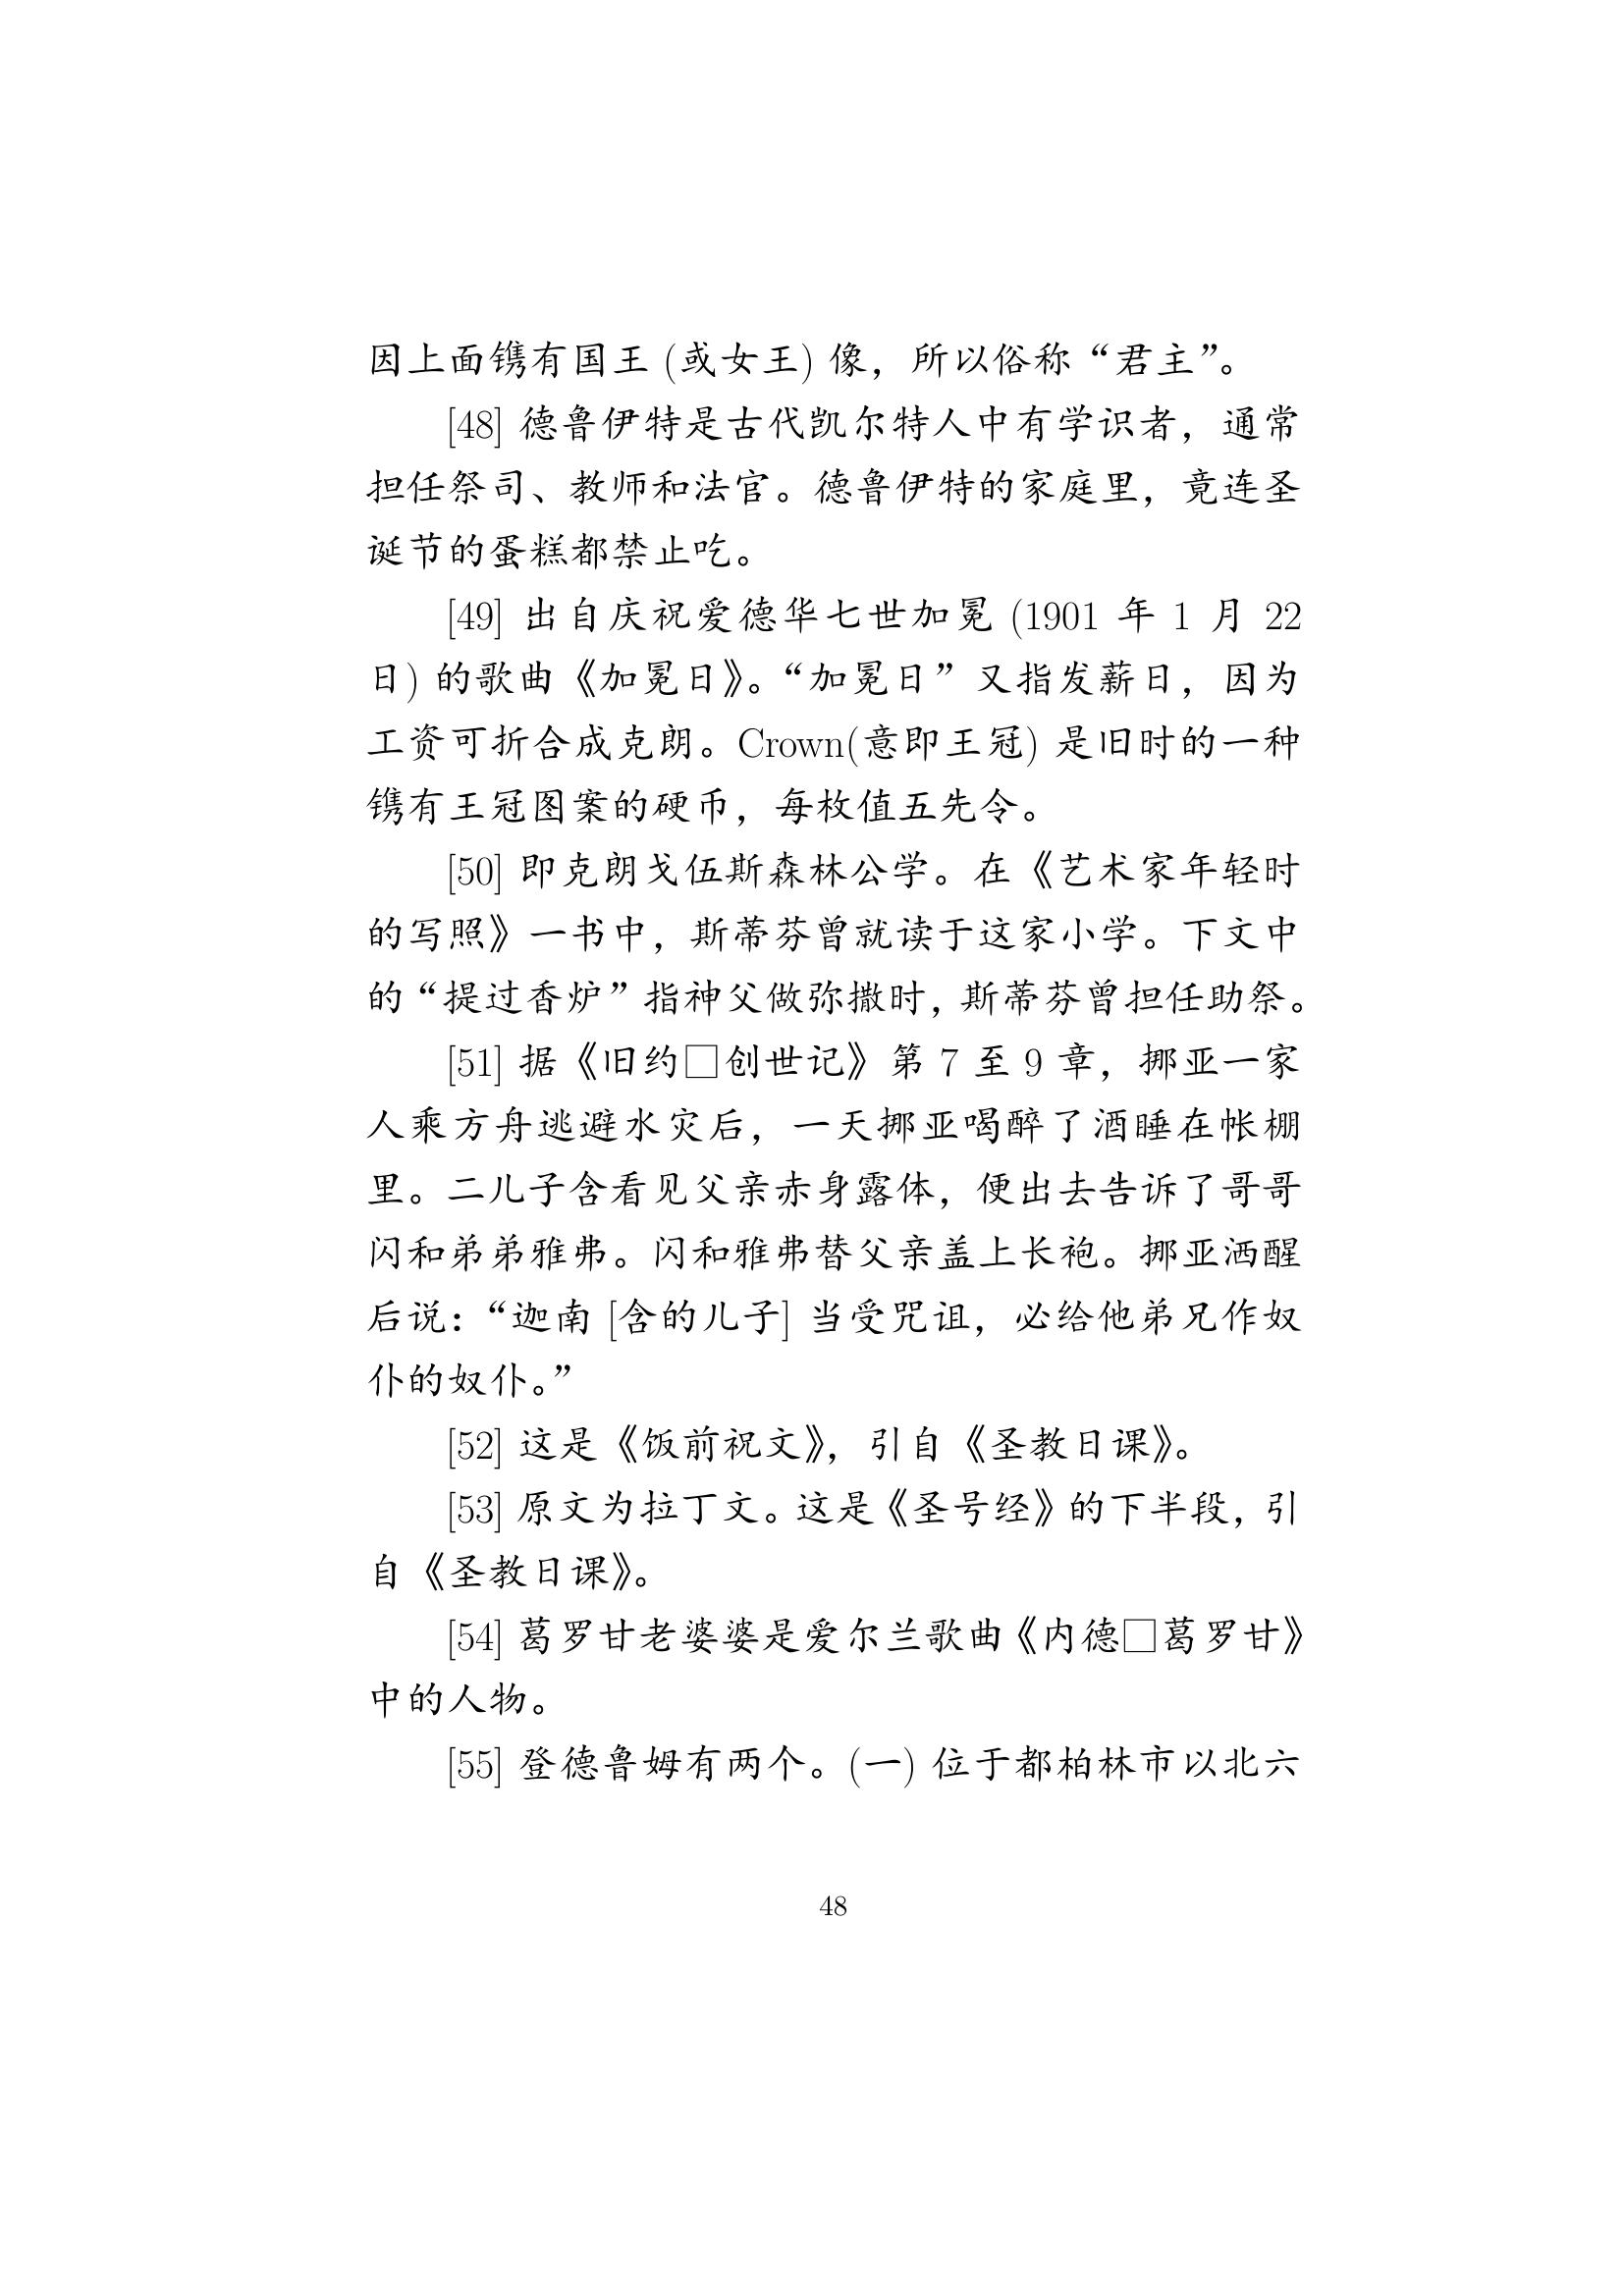 因上面镌有国王 (或女王) 像，所以俗称“君主”。
[48] 德鲁伊特是古代凯尔特人中有学识者，通常
担任祭司、教师和法官。德鲁伊特的家庭里，竟连圣
诞节的蛋糕都禁止吃。
[49] 出自庆祝爱德华七世加冕 (1901 年 1 月 22
日) 的歌曲《加冕日》。“加冕日”又指发薪日，因为
工资可折合成克朗。Crown(意即王冠) 是旧时的一种
镌有王冠图案的硬币，每枚值五先令。
[50] 即克朗戈伍斯森林公学。在《艺术家年轻时
的写照》一书中，斯蒂芬曾就读于这家小学。下文中
的“提过香炉”指神父做弥撒时，斯蒂芬曾担任助祭。
[51] 据《旧约□创世记》第 7 至 9 章，挪亚一家
人乘方舟逃避水灾后，一天挪亚喝醉了酒睡在帐棚
里。二儿子含看见父亲赤身露体，便出去告诉了哥哥
闪和弟弟雅弗。闪和雅弗替父亲盖上长袍。挪亚洒醒
后说：“迦南 [含的儿子] 当受咒诅，必给他弟兄作奴
仆的奴仆。”
[52] 这是《饭前祝文》，引自《圣教日课》。
[53] 原文为拉丁文。这是《圣号经》的下半段，引
自《圣教日课》。
[54] 葛罗甘老婆婆是爱尔兰歌曲《内德□葛罗甘》
中的人物。
[55] 登德鲁姆有两个。(一) 位于都柏林市以北六
48